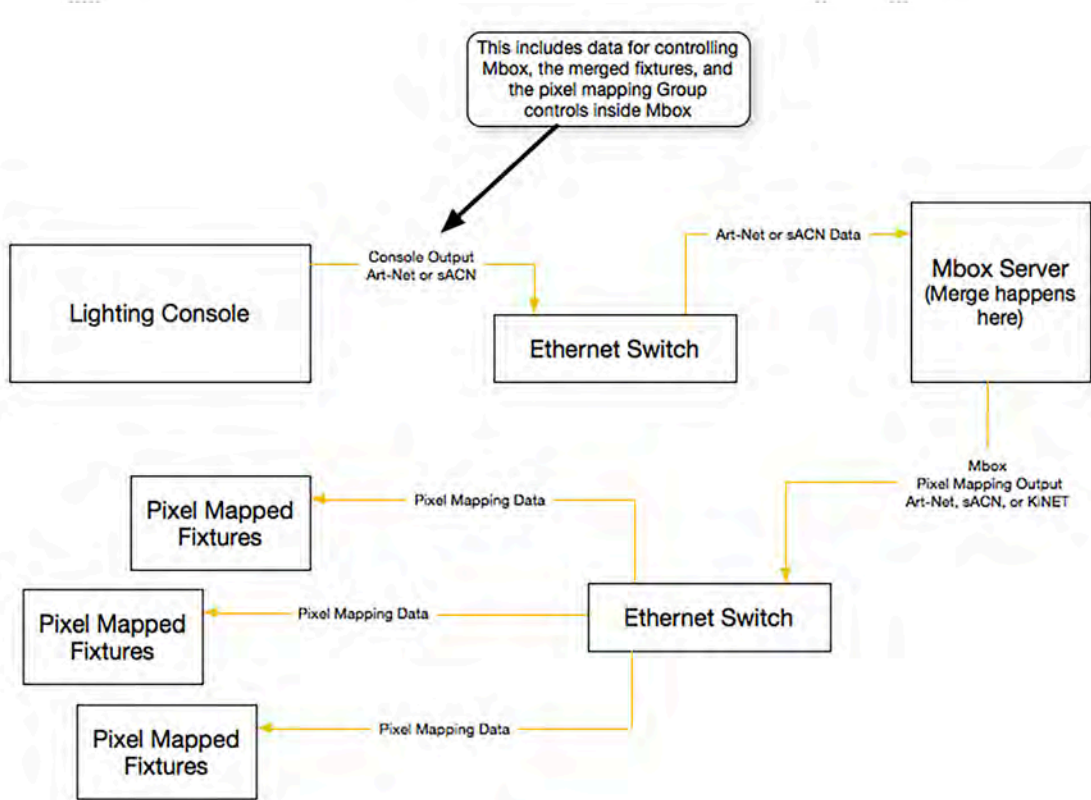 This includes data for controlling
Mbox, the merged fixtures, and
the pixel mapping Group
controls inside Mbox
Console Output
Art-Net or sACN
Art-Net or sACN Data
Lighting Console
Ethernet Switch
Mbox Server
(Merge happens
here)
Mbox
Pixel Mapping Output
Art-Net, sACN, or KiNET
Pixel Mapped
Fixtures
Pixel Mapping Data
Pixel Mapped
Fixtures
Pixel Mapping Data
Ethernet Switch
Pixel Mapped
Fixtures
Pixel Mapping Data